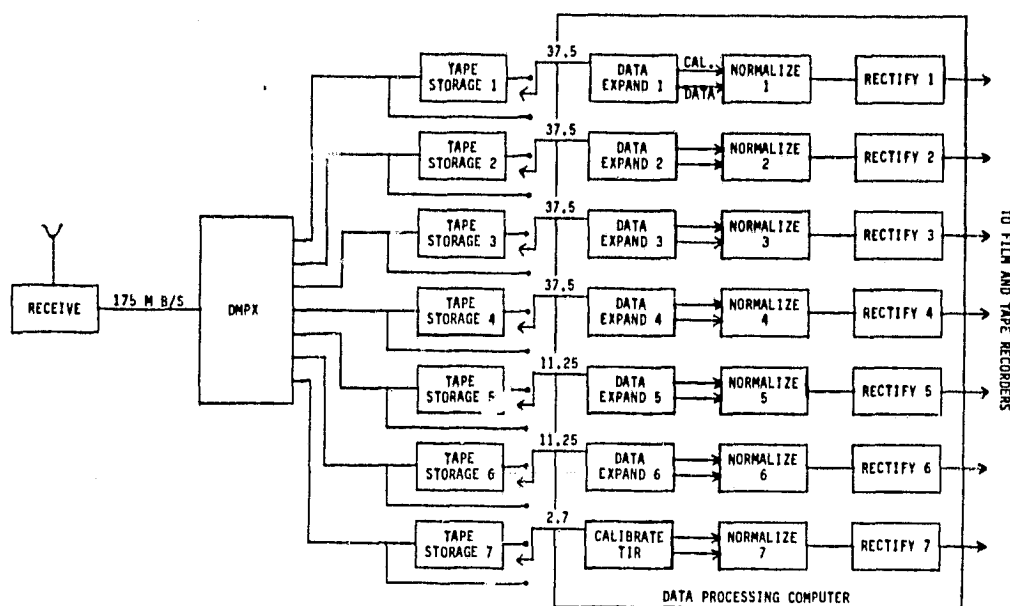 37.5
TAPE
STORAGE 1
DATA
EXPAND 1
CAL.
DATA
NORMALIZE
1
RECTIFY 1
37.5
TAPE
STORAGE 2
DATA
EXPAND 2
NORMALIZE
2
RECTIFY 2
37.5
TAPE
STORAGE 3
DATA
EXPAND 3
NORMALIZE
3
RECTIFY 3
RECEIVE
175 M B/S
DMPX
37.5
TAPE
STORAGE 4
DATA
EXPAND 4
NORMALIZE
4
RECTIFY 4
11.25
TAPE
STORAGE 5
DATA
EXPAND 5
NORMALIZE
5
RECTIFY 5
11.25
TAPE
STORAGE 6
DATA
EXPAND 6
NORMALIZE
6
RECTIFY 6
2.7
TAPE
STORAGE 7
CALIBRATE
TIR
NORMALIZE
7
RECTIFY 7
TO FILM AND TAPE RECORDERS
DATA PROCESSING COMPUTER